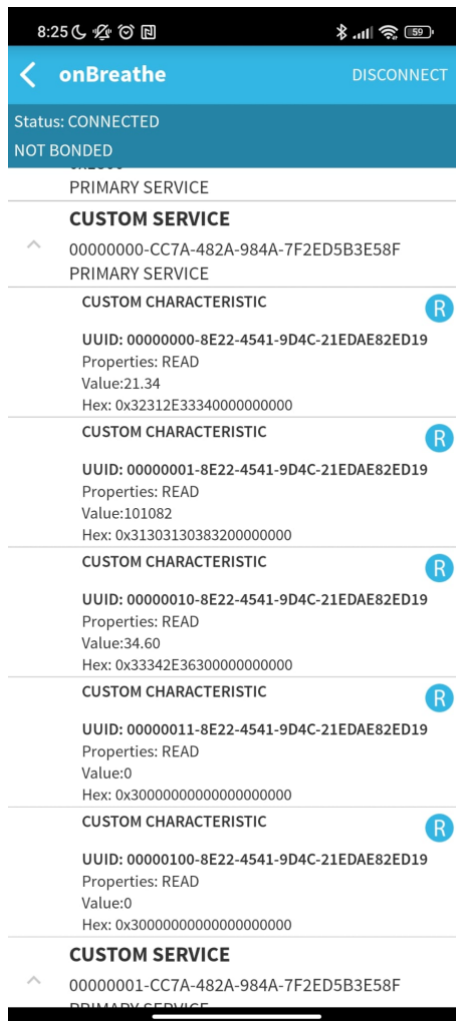 8:25
59
onBreathe
DISCONNECT
Status: CONNECTED
NOT BONDED
PRIMARY SERVICE
CUSTOM SERVICE
00000000-CC7A-482A-984A-7F2ED5B3E58F
PRIMARY SERVICE
CUSTOM CHARACTERISTIC
R
UUID: 00000000-8E22-4541-9D4C-21EDAE82ED19
Properties: READ
Value:21.34
Hex: 0x32312E33340000000000
CUSTOM CHARACTERISTIC
R
UUID: 00000001-8E22-4541-9D4C-21EDAE82ED19
Properties: READ
Value:101082
Hex: 0x31303130383200000000
CUSTOM CHARACTERISTIC
R
UUID: 00000010-8E22-4541-9D4C-21EDAE82ED19
Properties: READ
Value:34.60
Hex: 0x33342E36300000000000
CUSTOM CHARACTERISTIC
R
UUID: 00000011-8E22-4541-9D4C-21EDAE82ED19
Properties: READ
Value:0
Hex: 0x30000000000000000000
CUSTOM CHARACTERISTIC
R
UUID: 00000100-8E22-4541-9D4C-21EDAE82ED19
Properties: READ
Value:0
Hex: 0x30000000000000000000
CUSTOM SERVICE
00000001-CC7A-482A-984A-7F2ED5B3E58F
PRIMARY SERVICE